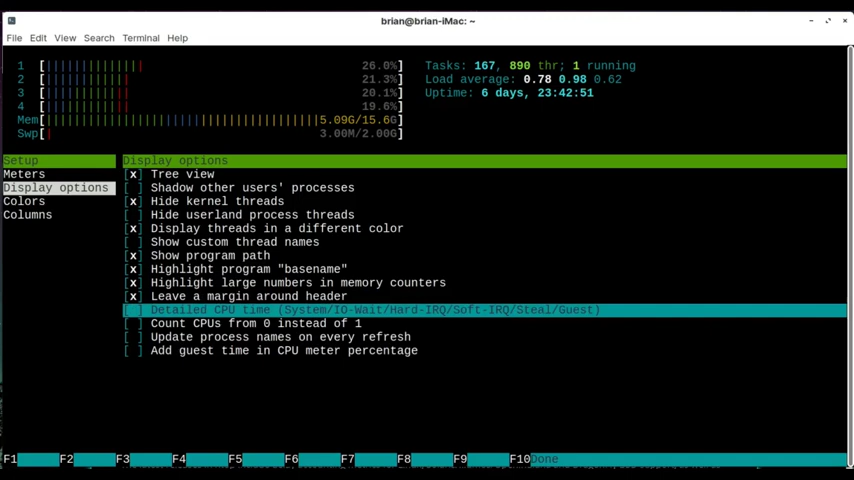 brian@brian-iMac: ~
File Edit View Search Terminal Help
1 [|||||||||||||||| 26.0%] Tasks: 167, 890 thr; 1 running
2 [|||||||||||||| 21.3%] Load average: 0.78 0.98 0.62
3 [|||||||||||||| 20.1%] Uptime: 6 days, 23:42:51
4 [|||||||||||||| 19.6%]
Mem[||||||||||||||||||||||||||||||||||||||||||||5.09G/15.6G]
Swp[| 3.00M/2.00G]
Setup Display options
Meters [x] Tree view
Display options [ ] Shadow other users' processes
Colors [x] Hide kernel threads
Columns [ ] Hide userland process threads
[x] Display threads in a different color
[ ] Show custom thread names
[x] Show program path
[x] Highlight program "basename"
[x] Highlight large numbers in memory counters
[x] Leave a margin around header
[ ] Detailed CPU time (System/IO-Wait/Hard-IRQ/Soft-IRQ/Steal/Guest)
[ ] Count CPUs from 0 instead of 1
[ ] Update process names on every refresh
[ ] Add guest time in CPU meter percentage
F1 F2 F3 F4 F5 F6 F7 F8 F9 F10Done